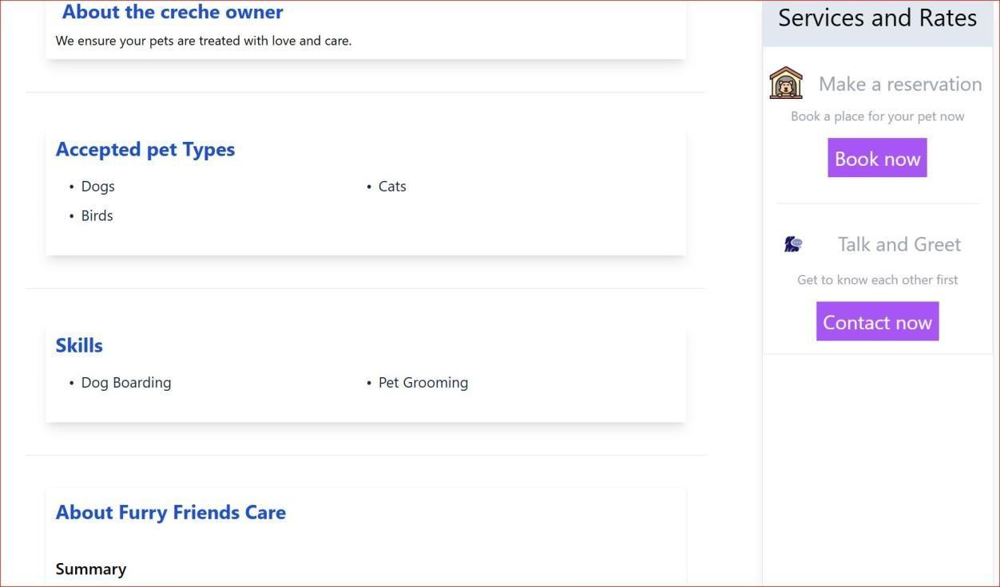 About the creche owner
We ensure your pets are treated with love and care.
Accepted pet Types
• Dogs
• Cats
• Birds
Skills
• Dog Boarding
• Pet Grooming
About Furry Friends Care
Summary
Services and Rates
Make a reservation
Book a place for your pet now
Book now
Talk and Greet
Get to know each other first
Contact now